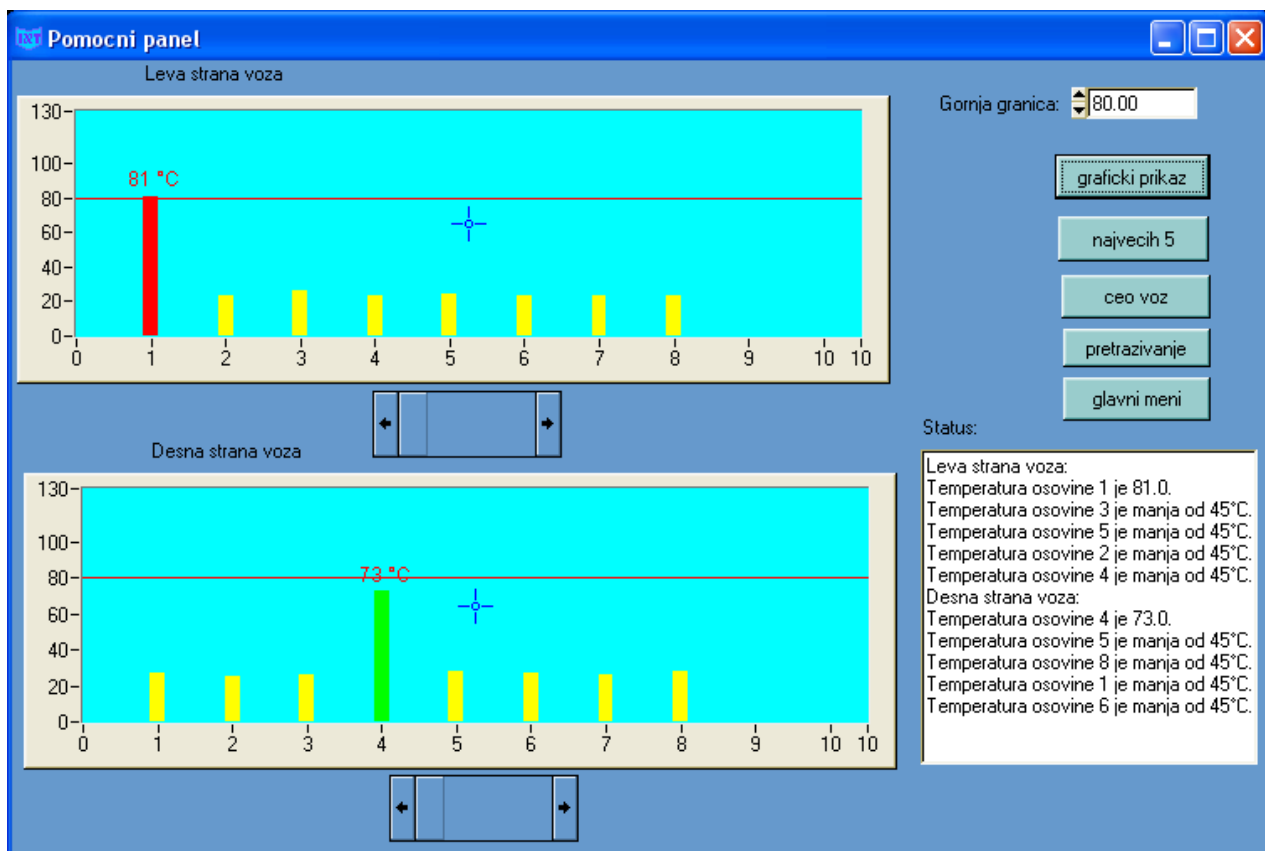 Pomocni panel
Leva strana voza
130
100
81 °C
80
60
40
20
0
0 1 2 3 4 5 6 7 8 9 10 10
Desna strana voza
130
100
80
73 °C
60
40
20
0
0 1 2 3 4 5 6 7 8 9 10 10
Gornja granica: 80.00
graficki prikaz
najvecih 5
ceo voz
pretrazivanje
glavni meni
Status:
Leva strana voza:
Temperatura osovine 1 je 81.0.
Temperatura osovine 3 je manja od 45°C.
Temperatura osovine 5 je manja od 45°C.
Temperatura osovine 2 je manja od 45°C.
Temperatura osovine 4 je manja od 45°C.
Desna strana voza:
Temperatura osovine 4 je 73.0.
Temperatura osovine 5 je manja od 45°C.
Temperatura osovine 8 je manja od 45°C.
Temperatura osovine 1 je manja od 45°C.
Temperatura osovine 6 je manja od 45°C.